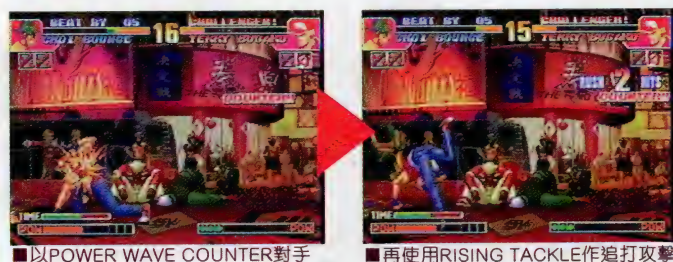 BEAT BY 05
16
CHALLENGER!
CHOI BOUNGE
TERRY BOGARD
COUNTER
TIME
POW
POW
BEAT BY 05
15
CHALLENGER!
CHOI BOUNGE
TERRY BOGARD
RUSH 2 HITS
COUNTER
TIME
POW
POW
■以POWER WAVE COUNTER對手
■再使用RISING TACKLE作追打攻擊